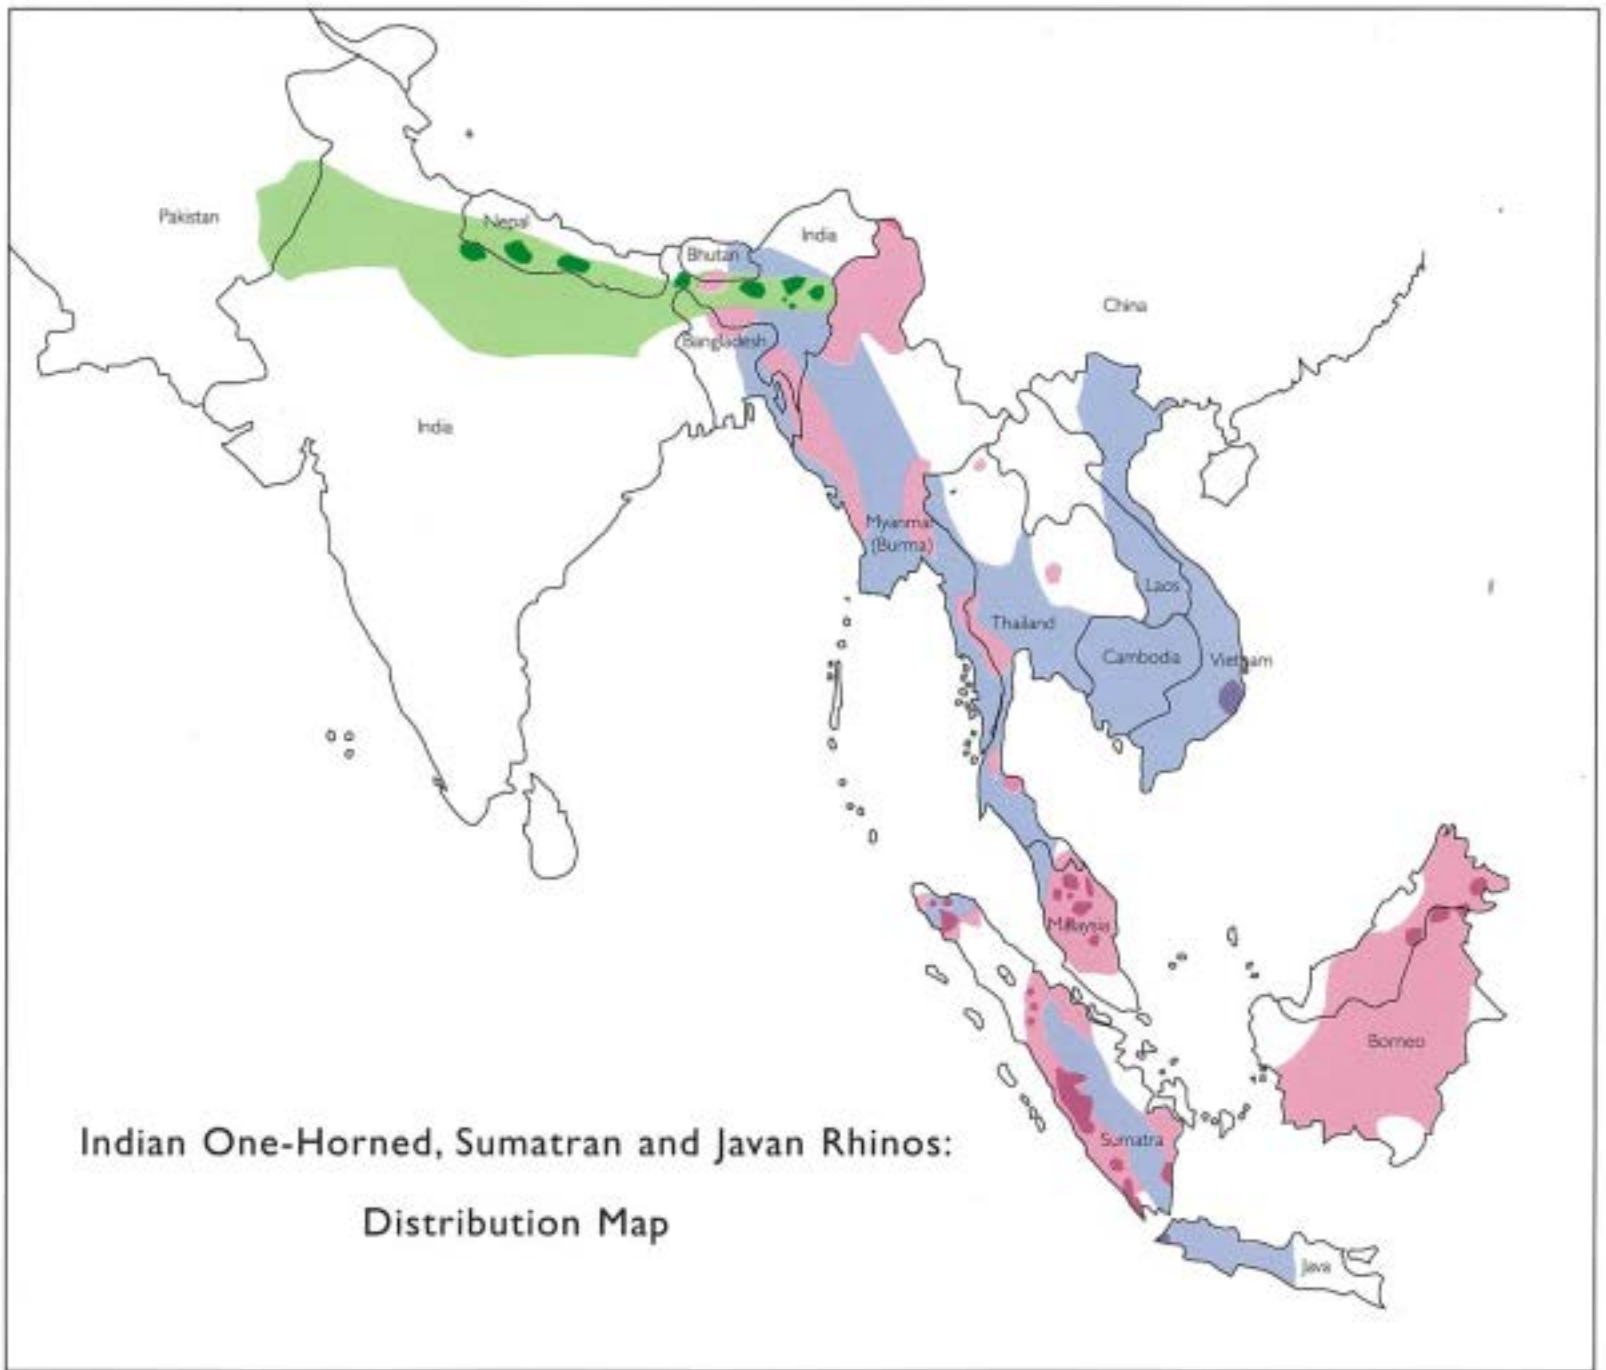 Pakistan
Nepal
India
Bhutan
China
Bangladesh
India
Myanmar
(Burma)
Laos
Thailand
Cambodia
Vietnam
Malaysia
Borneo
Sumatra
Indian One-Horned, Sumatran and Javan Rhinos:
Distribution Map
Java